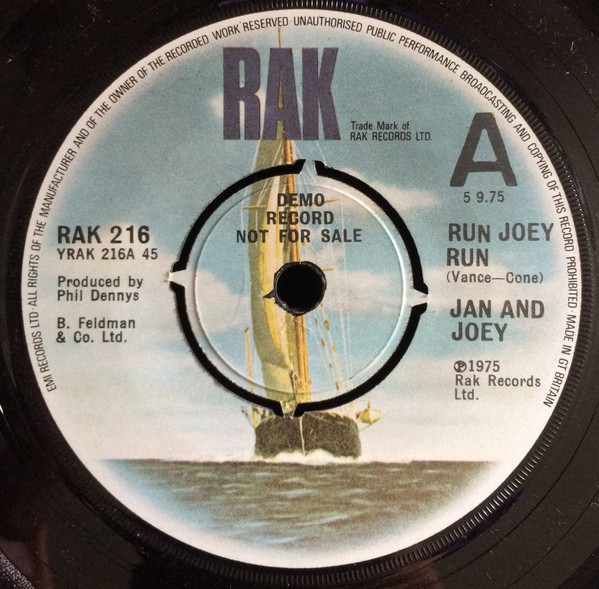 EMI RECORDS LTD · ALL RIGHTS OF THE MANUFACTURER AND OF THE OWNER OF THE RECORDED WORK RESERVED · UNAUTHORISED PUBLIC PERFORMANCE BROADCASTING AND COPYING OF THIS RECORD PROHIBITED · MADE IN GT BRITAIN
RAK
Trade Mark of
RAK RECORDS LTD.
A
5 9.75
DEMO
RECORD
NOT FOR SALE
RAK 216
YRAK 216A 45
Produced by
Phil Dennys
B. Feldman
& Co. Ltd.
RUN JOEY
RUN
(Vance—Cone)
JAN AND
JOEY
℗1975
Rak Records
Ltd.